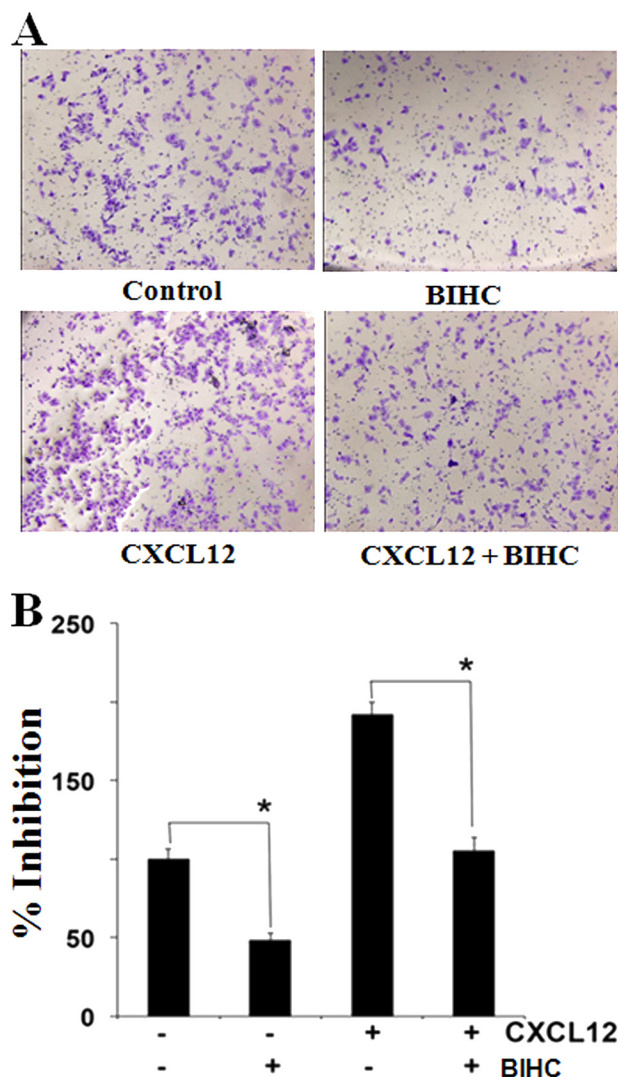 A
Control
BIHC
CXCL12
CXCL12 + BIHC
B
250
150
50
0
% Inhibition
*
*
- - + + CXCL12
- + - + BIHC